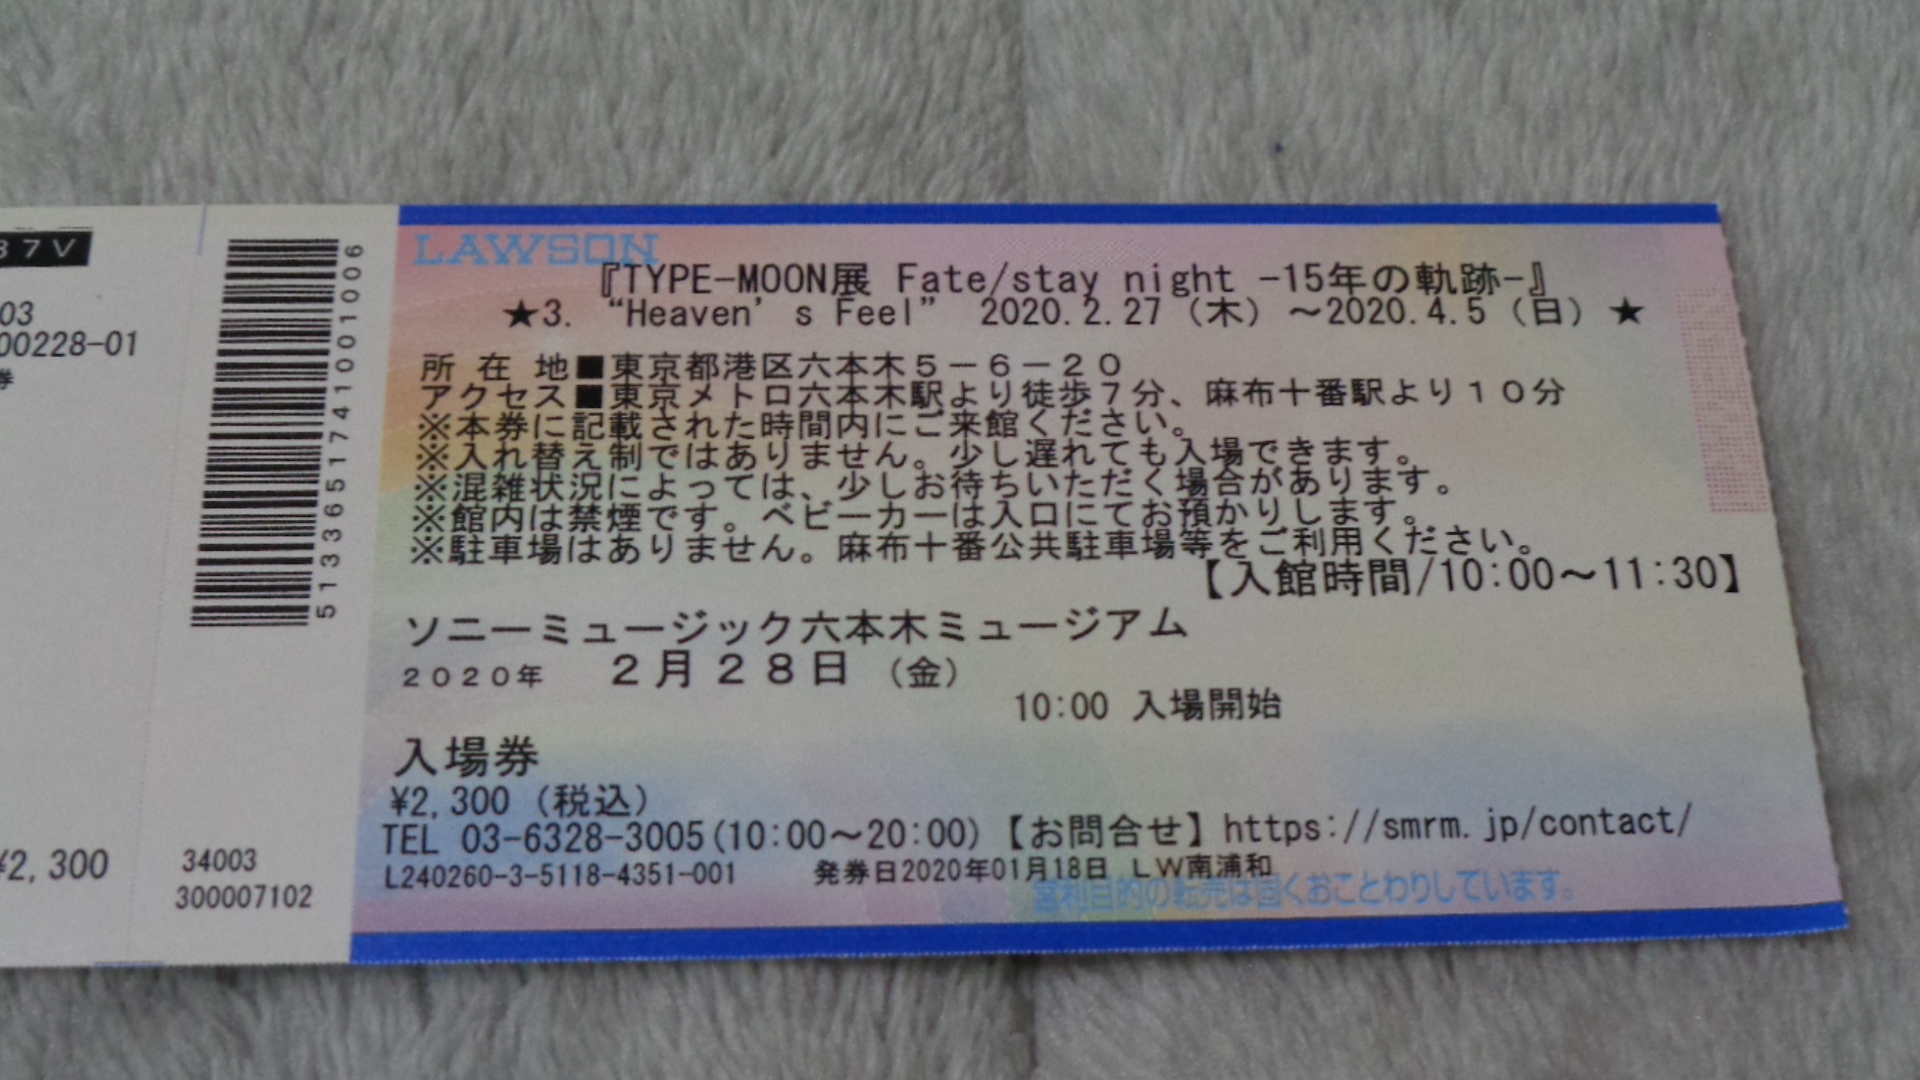 37V
03
00228-01
券
¥2,300
5133651741001006
34003
300007102
LAWSON
『TYPE-MOON展 Fate/stay night -15年の軌跡-』
★3. “Heaven's Feel” 2020.2.27(木)～2020.4.5(日)★
所在地■東京都港区六本木5-6-20
アクセス■東京メトロ六本木駅より徒歩7分、麻布十番駅より10分
※本券に記載された時間内にご来館ください。
※入れ替え制ではありません。少し遅れても入場できます。
※混雑状況によっては、少しお待ちいただく場合があります。
※館内は禁煙です。ベビーカーは入口にてお預かりします。
※駐車場はありません。麻布十番公共駐車場等をご利用ください。
【入館時間/10:00～11:30】
ソニーミュージック六本木ミュージアム
2020年 2月28日 (金)
10:00 入場開始
入場券
¥2,300(税込)
TEL 03-6328-3005(10:00～20:00)【お問合せ】https://smrm.jp/contact/
L240260-3-5118-4351-001 発券日2020年01月18日 LW南浦和
営利目的の転売は固くおことわりしています。